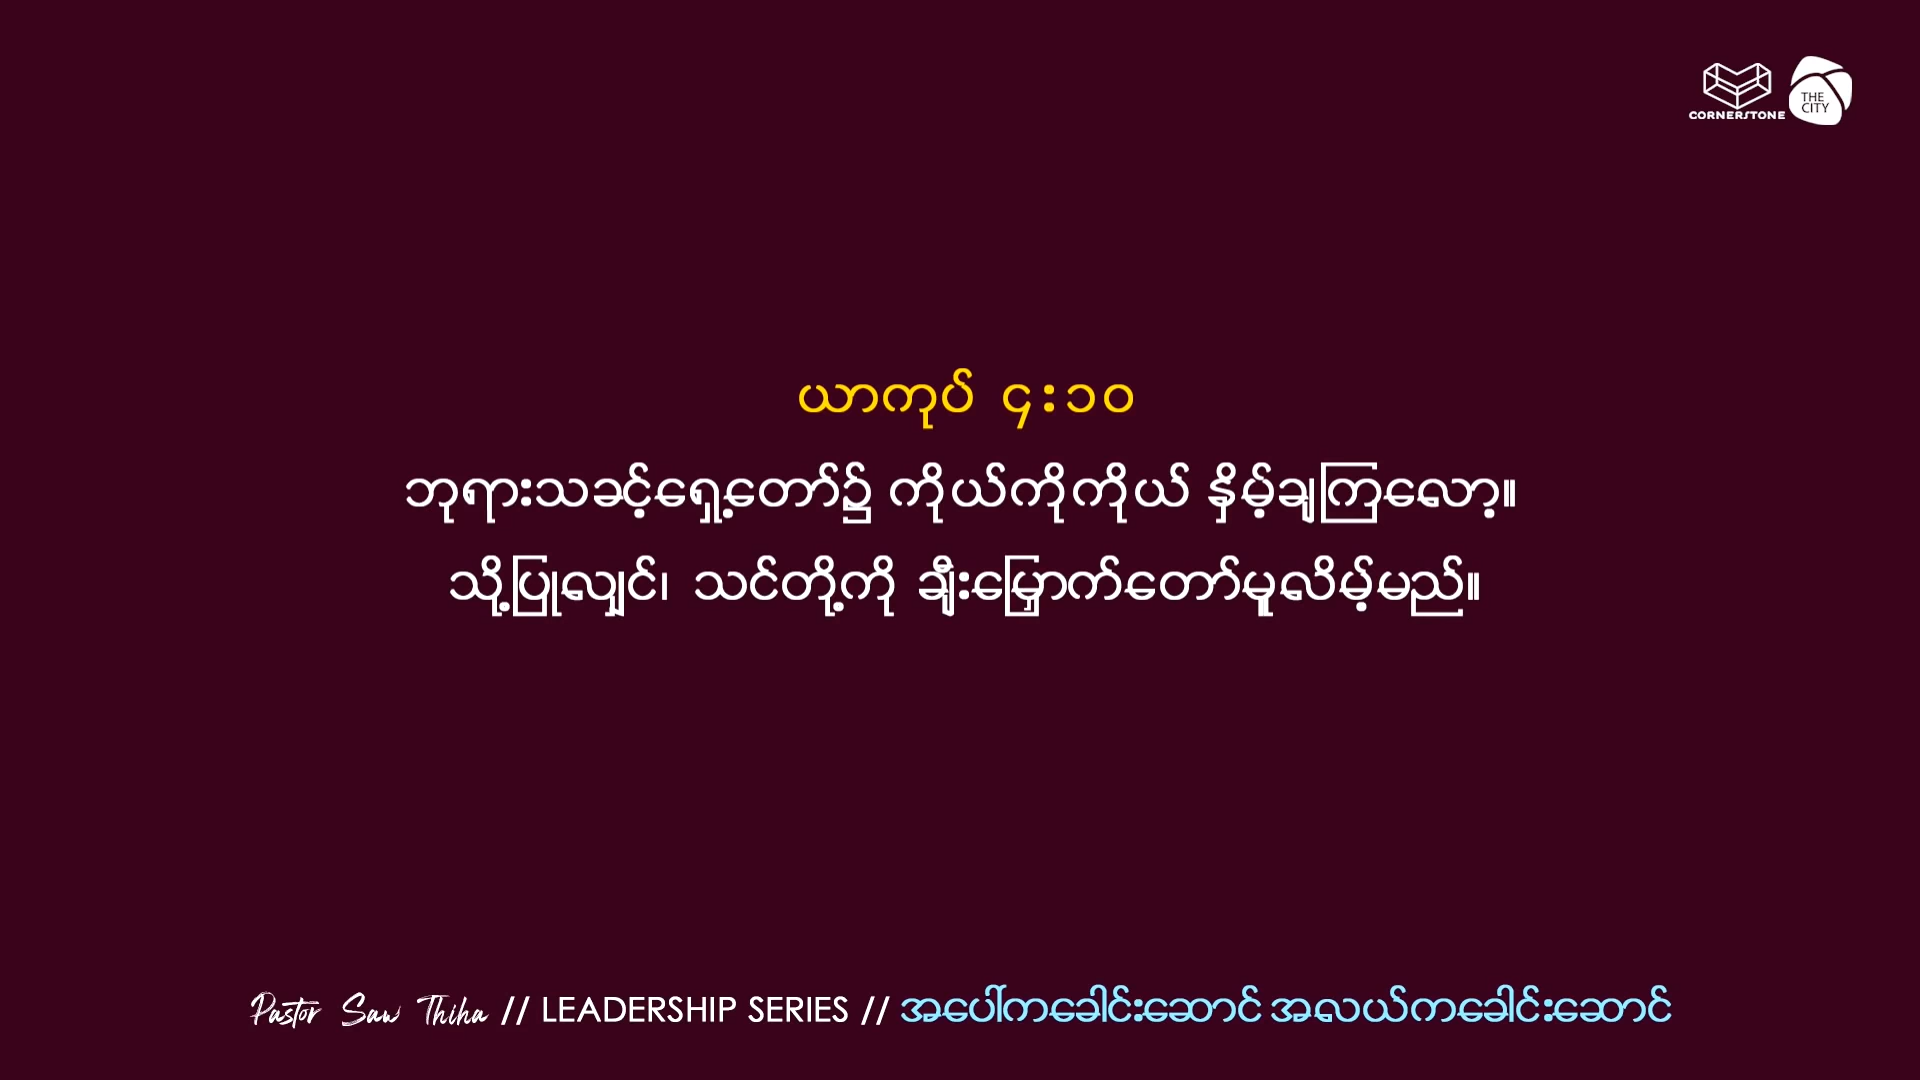 CORNERSTONE
THE
CITY
ယာကုပ် ၄:၁၀
ဘုရားသခင့်ရှေ့တော်၌ ကိုယ်ကိုကိုယ် နှိမ့်ချကြလော့။
သို့ပြုလျှင်၊ သင်တို့ကို ချီးမြှောက်တော်မူလိမ့်မည်။
Pastor Saw Thiha // LEADERSHIP SERIES // အပေါ်ကခေါင်းဆောင် အလယ်ကခေါင်းဆောင်